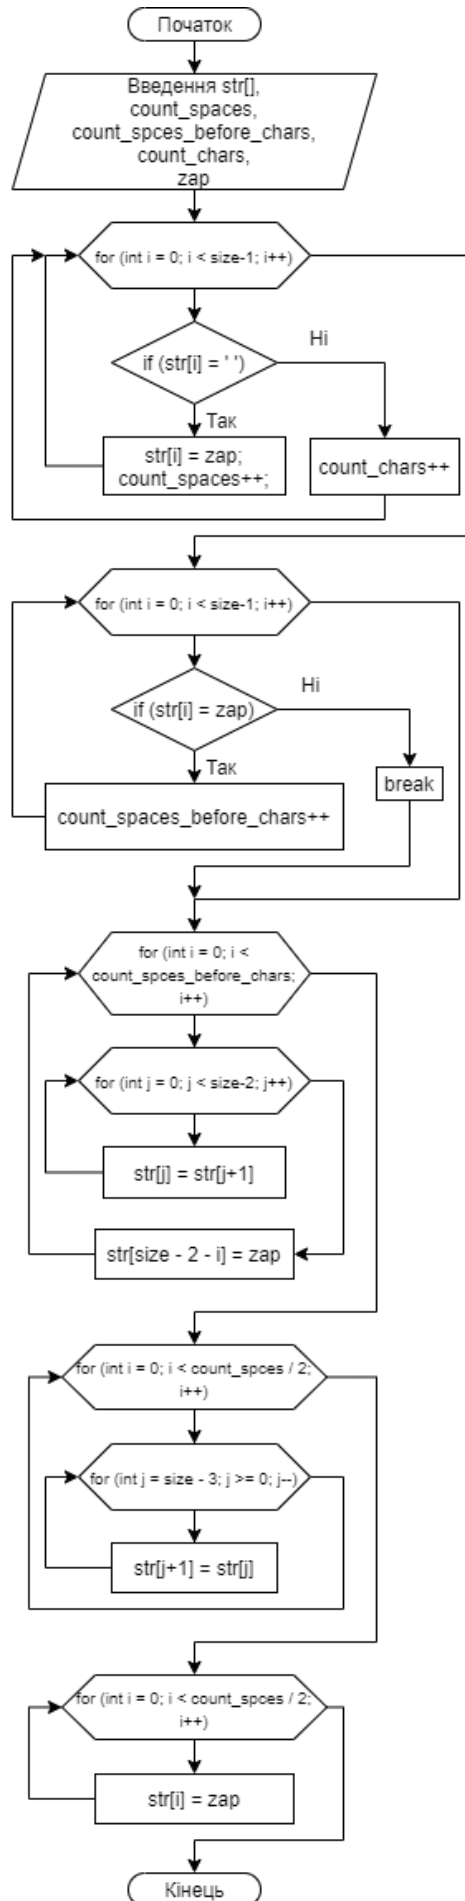 Початок
Введення str[],
count_spaces,
count_spces_before_chars,
count_chars,
zap
for (int i = 0; i < size-1; i++)
if (str[i] = ' ')
Ні
Так
str[i] = zap;
count_spaces++;
count_chars++
for (int i = 0; i < size-1; i++)
if (str[i] = zap)
Ні
Так
break
count_spaces_before_chars++
for (int i = 0; i <
count_spces_before_chars;
i++)
for (int j = 0; j < size-2; j++)
str[j] = str[j+1]
str[size - 2 - i] = zap
for (int i = 0; i < count_spces / 2;
i++)
for (int j = size - 3; j >= 0; j--)
str[j+1] = str[j]
for (int i = 0; i < count_spces / 2;
i++)
str[i] = zap
Кінець